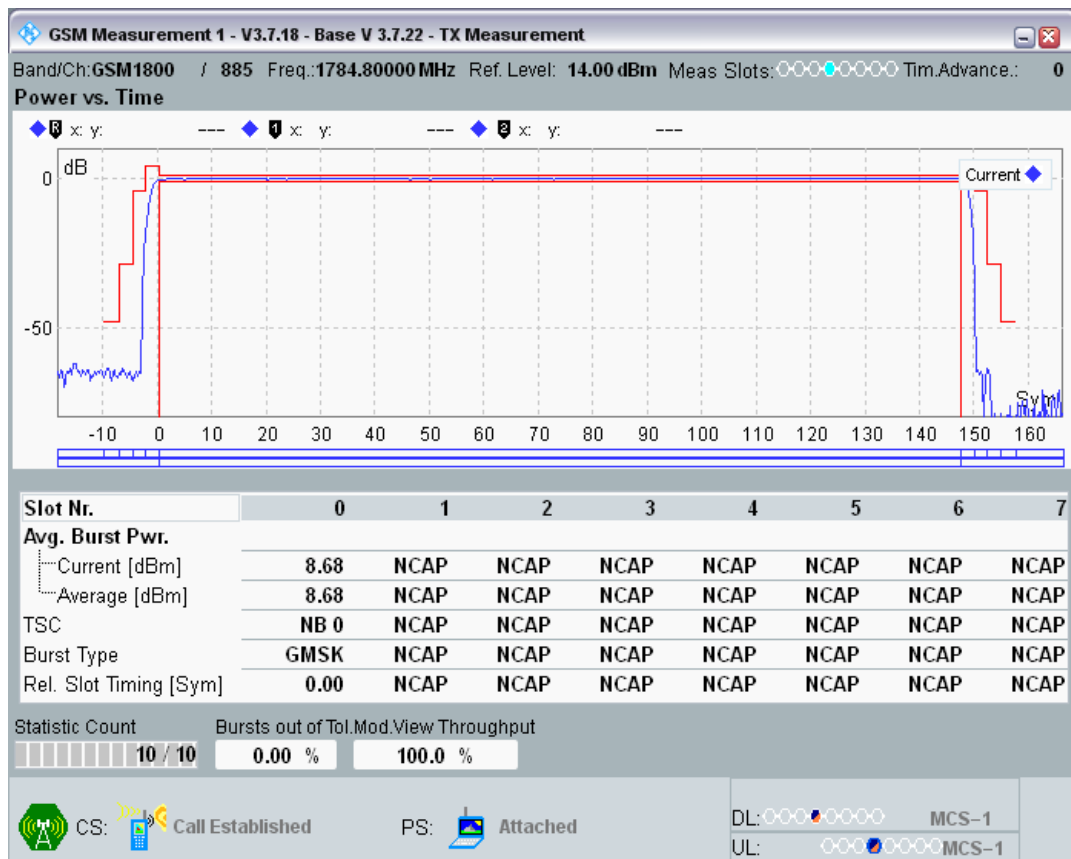 GSM Measurement 1 - V3.7.18 - Base V 3.7.22 - TX Measurement
Band/Ch:GSM1800 / 885 Freq.:1784.80000 MHz Ref. Level: 14.00 dBm Meas Slots: Tim.Advance.: 0
Power vs. Time
R x: y: --- 1 x: y: --- 2 x: y: ---
dB
0
Current
-50
Sym
-10 0 10 20 30 40 50 60 70 80 90 100 110 120 130 140 150 160
Slot Nr. 0 1 2 3 4 5 6 7
Avg. Burst Pwr.
Current [dBm] 8.68 NCAP NCAP NCAP NCAP NCAP NCAP NCAP
Average [dBm] 8.68 NCAP NCAP NCAP NCAP NCAP NCAP NCAP
TSC NB 0 NCAP NCAP NCAP NCAP NCAP NCAP NCAP
Burst Type GMSK NCAP NCAP NCAP NCAP NCAP NCAP NCAP
Rel. Slot Timing [Sym] 0.00 NCAP NCAP NCAP NCAP NCAP NCAP NCAP
Statistic Count Bursts out of Tol.Mod.View Throughput
10 / 10 0.00 % 100.0 %
CS: Call Established PS: Attached
DL: MCS-1
UL: MCS-1